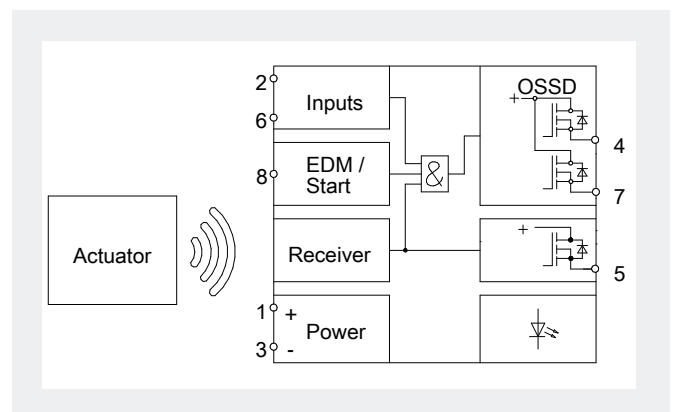 2
Inputs
6
OSSD
+
4
EDM /
Start
8
&
7
Actuator
Receiver
+
5
1
+
Power
3
-